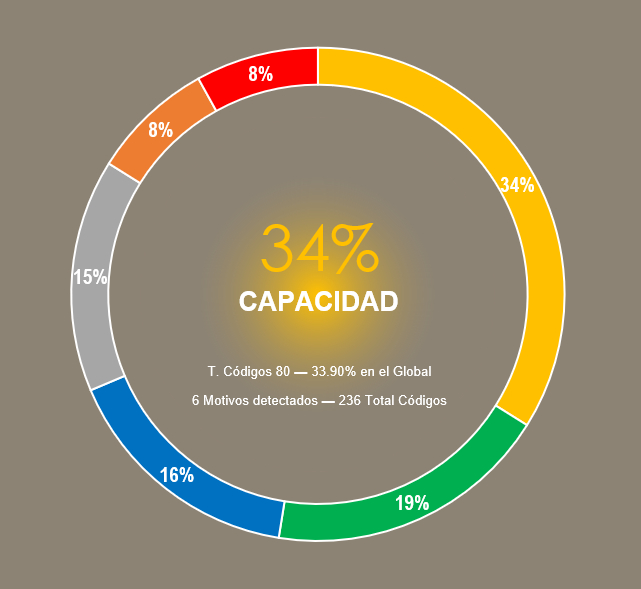 8%
8%
34%
34%
15%
CAPACIDAD
T. Códigos 80 — 33.90% en el Global
6 Motivos detectados — 236 Total Códigos
16%
19%